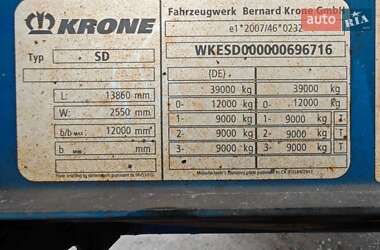 KRONE
Typ SD
L: 13860 mm
W: 2550 mm
b/b MAX: 12000 mm
b mm
Fahrzeugwerk Bernard Krone GmbH
e1*2007/46*0232
WKESD000000696716
(DE)
39000 kg 39000 kg
0- 12000 kg 0- 12000 kg
1- 9000 kg 1- 9000 kg
2- 9000 kg 2- 9000 kg T
3- 9000 kg 3- 9000 kg T
AUTO
RIA